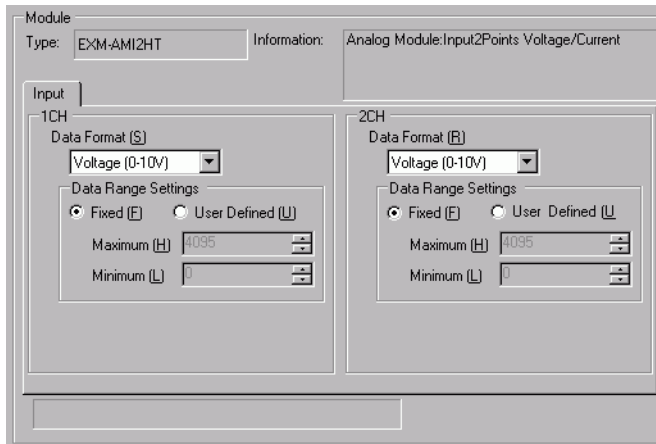 Module
Type: EXM-AMI2HT Information: Analog Module:Input2Points Voltage/Current
Input
1CH
Data Format (S)
Voltage (0-10V)
Data Range Settings
Fixed (F) User Defined (U)
Maximum (H) 4095
Minimum (L) 0
2CH
Data Format (R)
Voltage (0-10V)
Data Range Settings
Fixed (F) User Defined (U
Maximum (H) 4095
Minimum (L) 0